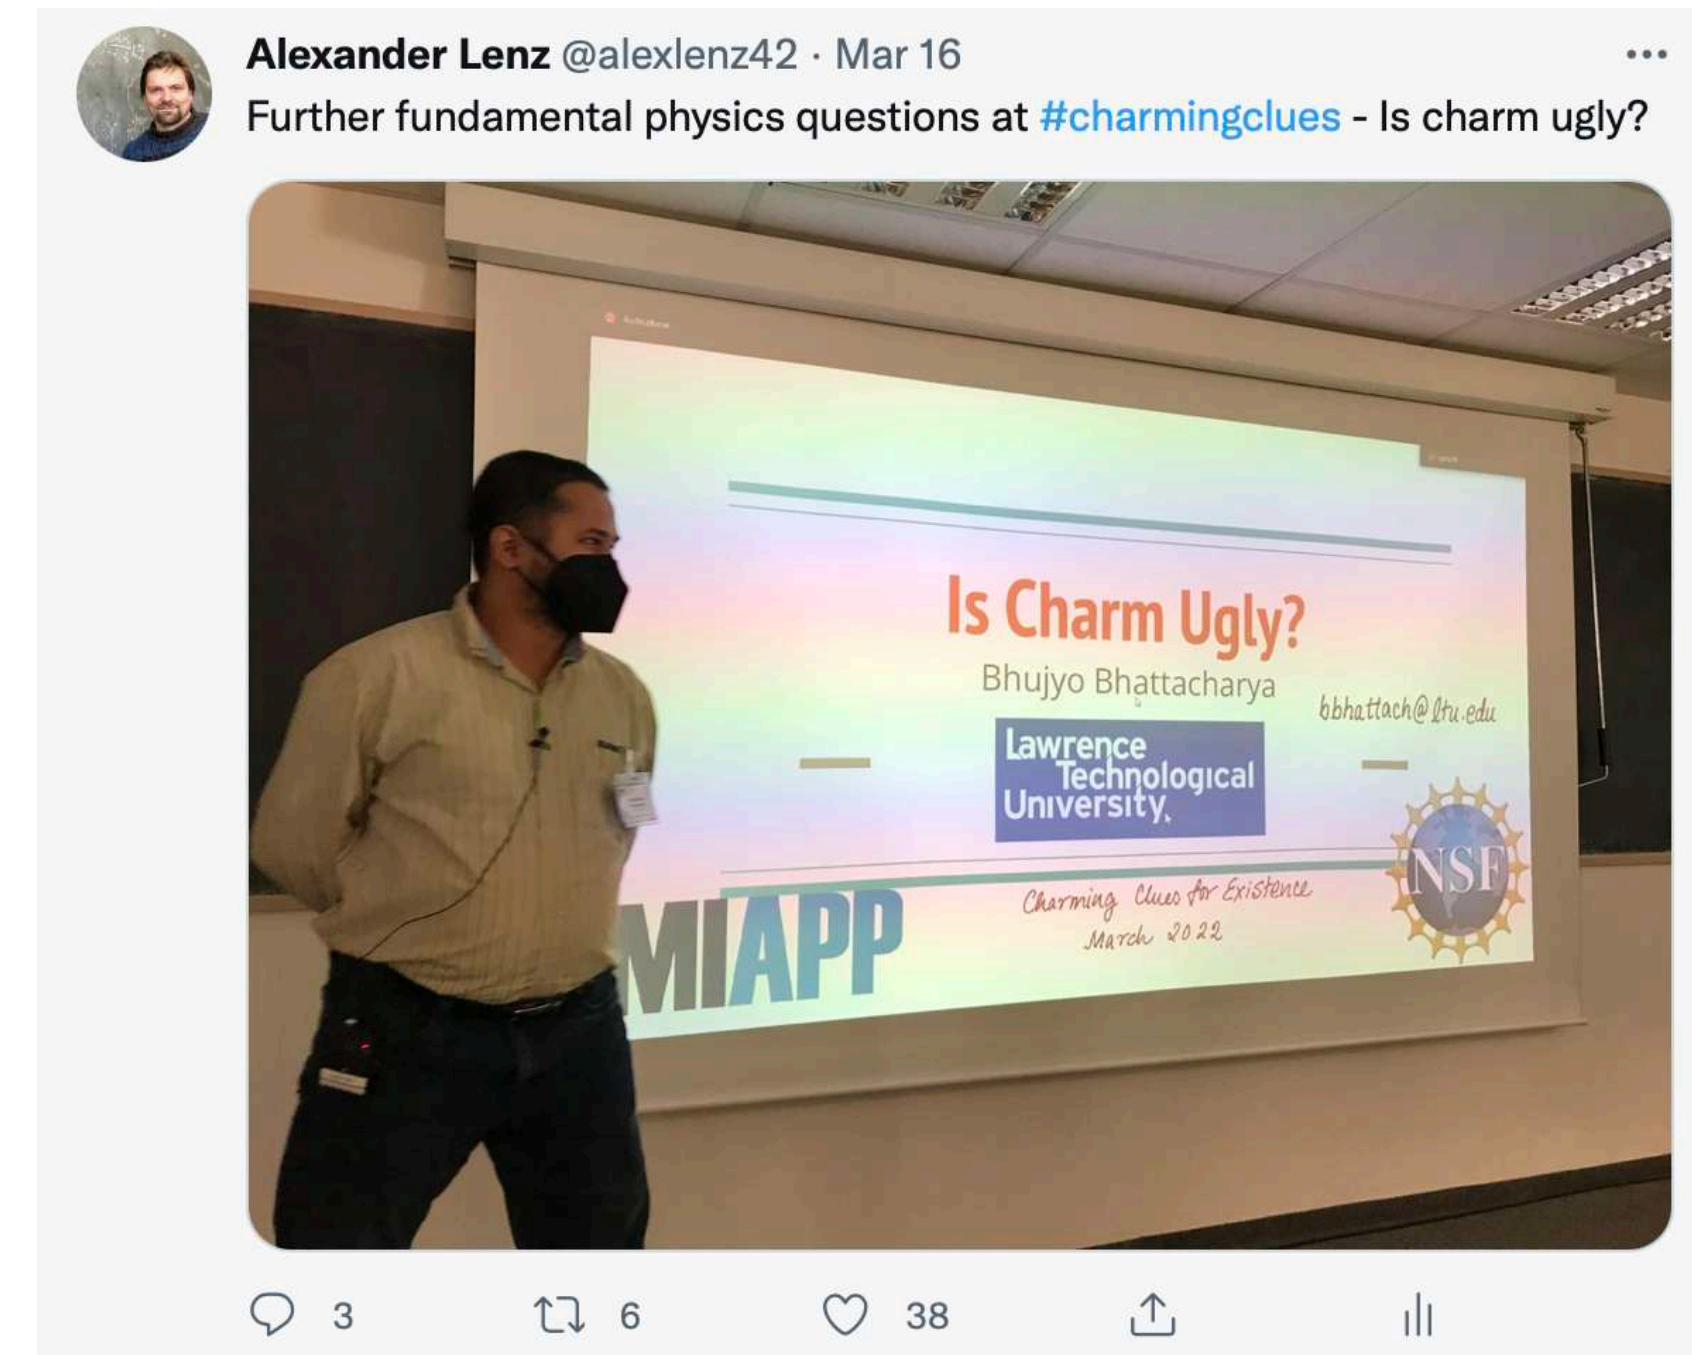 Alexander Lenz @alexlenz42 · Mar 16
Further fundamental physics questions at #charmingclues - Is charm ugly?
Is Charm Ugly?
Bhujyo Bhattacharya
bbhattach@ltu.edu
Lawrence
Technological
University
NSF
MIAPP
Charming Clues for Existence
March 2022
3
6
38